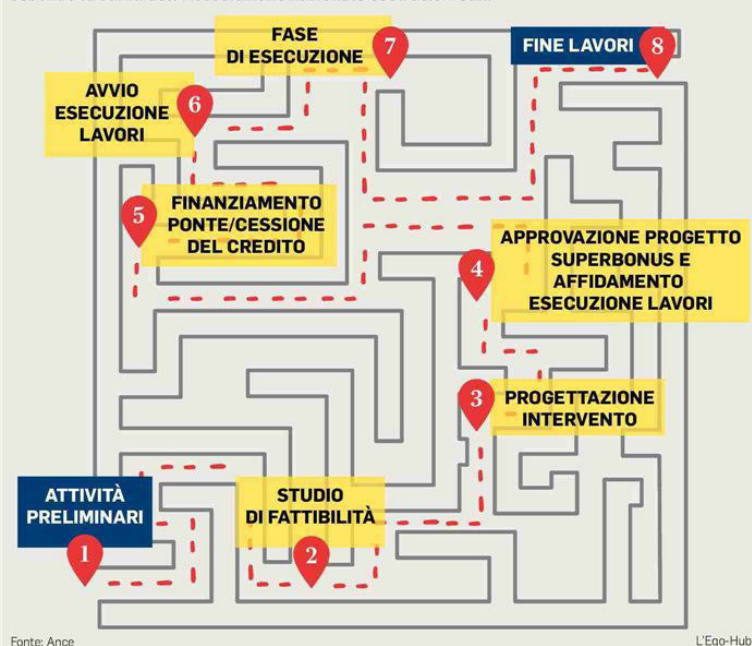 FASE
DI ESECUZIONE
7
FINE LAVORI
8
AVVIO
ESECUZIONE
LAVORI
6
5
FINANZIAMENTO
PONTE/CESSIONE
DEL CREDITO
4
APPROVAZIONE PROGETTO
SUPERBONUS E
AFFIDAMENTO
ESECUZIONE LAVORI
3
PROGETTAZIONE
INTERVENTO
ATTIVITÀ
PRELIMINARI
1
STUDIO
DI FATTIBILITÀ
2
Fonte: Ance
L'Ego-Hub